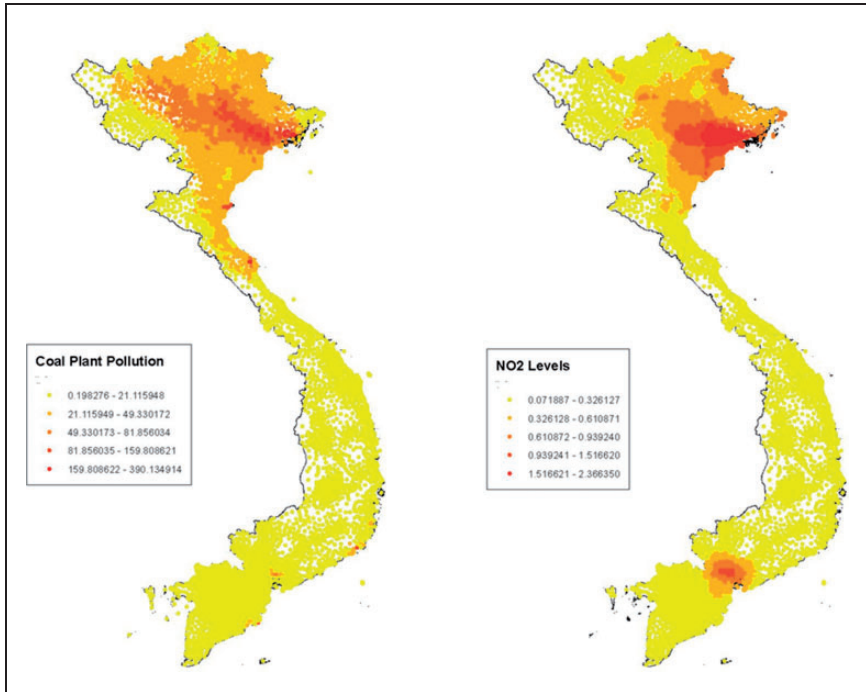 Coal Plant Pollution
0.198276 - 21.115948
21.115949 - 49.330172
49.330173 - 81.856034
81.856035 - 159.808621
159.808622 - 390.134914
NO2 Levels
0.071887 - 0.326127
0.326128 - 0.610871
0.610872 - 0.939240
0.939241 - 1.516620
1.516621 - 2.366350